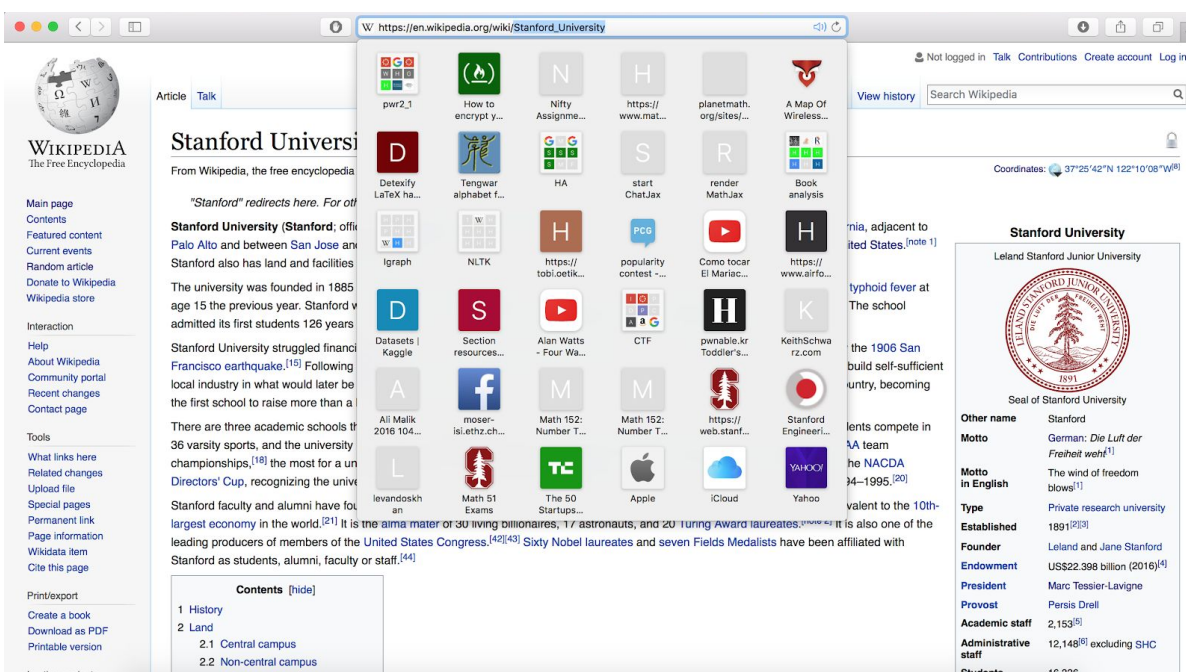 https://en.wikipedia.org/wiki/Stanford_University
Not logged in Talk Contributions Create account Log in
Article Talk
View history
Search Wikipedia
WIKIPEDIA
The Free Encyclopedia
Main page
Contents
Featured content
Current events
Random article
Donate to Wikipedia
Wikipedia store
Interaction
Help
About Wikipedia
Community portal
Recent changes
Contact page
Tools
What links here
Related changes
Upload file
Special pages
Permanent link
Page information
Wikidata item
Cite this page
Print/export
Create a book
Download as PDF
Printable version
pwr2_1
How to
encrypt y...
Nifty
Assignme...
https://
www.mat...
planetmath.
org/sites/...
A Map Of
Wireless...
Detexify
LaTeX ha...
Tengwar
alphabet f...
HA
start
ChatJax
render
MathJax
Book
analysis
Igraph
NLTK
https://
tobi.oetik...
popularity
contest -...
Como tocar
El Mariac...
https://
www.airfo...
Datasets |
Kaggle
Section
resources...
Alan Watts
- Four Wa...
CTF
pwnable.kr
Toddler's...
KeithSchwa
rz.com
Ali Malik
2016 104...
moser-
isi.ethz.ch...
Math 152:
Number T...
Math 152:
Number T...
https://
web.stanf...
Stanford
Engineeri...
levandoskh
an
Math 51
Exams
The 50
Startups...
Apple
iCloud
Yahoo
Stanford Universi
From Wikipedia, the free encyclopedia
Coordinates: 37°25′42″N 122°10′08″W[8]
"Stanford" redirects here. For oth
Stanford University (Stanford; offi
rnia, adjacent to
Palo Alto and between San Jose an
ited States.[note 1]
Stanford also has land and facilities
The university was founded in 1885
typhoid fever at
age 15 the previous year. Stanford w
The school
admitted its first students 126 years
Stanford University struggled financi
the 1906 San
Francisco earthquake.[15] Following
build self-sufficient
local industry in what would later be
untry, becoming
the first school to raise more than a
There are three academic schools th
lents compete in
36 varsity sports, and the university
AA team
championships,[18] the most for a un
he NACDA
Directors' Cup, recognizing the unive
94–1995.[20]
Stanford faculty and alumni have fou
valent to the 10th-
largest economy in the world.[21] It is the alma mater of 30 living billionaires, 17 astronauts, and 20 Turing Award laureates.[note 2] It is also one of the
leading producers of members of the United States Congress.[42][43] Sixty Nobel laureates and seven Fields Medalists have been affiliated with
Stanford as students, alumni, faculty or staff.[44]
Contents [hide]
1 History
2 Land
2.1 Central campus
2.2 Non-central campus
Stanford University
Leland Stanford Junior University
LELAND STANFORD JUNIOR UNIVERSITY
DIE LUFT DER FREIHEIT WEHT
1891
Seal of Stanford University
Other name Stanford
Motto German: Die Luft der
Freiheit weht[1]
Motto The wind of freedom
in English blows[1]
Type Private research university
Established 1891[2][3]
Founder Leland and Jane Stanford
Endowment US$22.398 billion (2016)[4]
President Marc Tessier-Lavigne
Provost Persis Drell
Academic staff 2,153[5]
Administrative 12,148[6] excluding SHC
staff